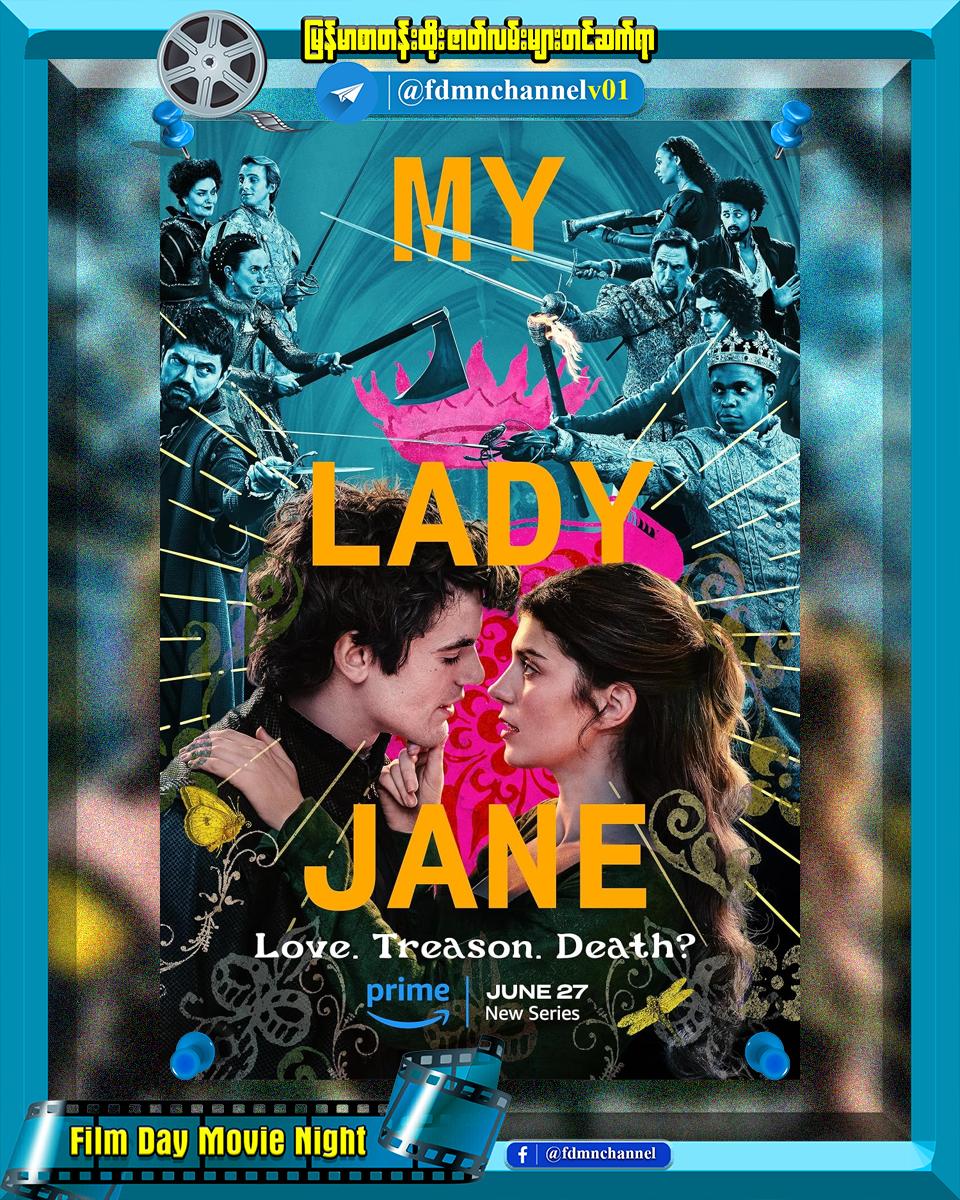 မြန်မာစာတန်းထိုးဇာတ်လမ်းများတင်ဆက်ရာ
@fdmnchannelv01
MY
LADY
JANE
Love. Treason. Death?
prime
JUNE 27
New Series
Film Day Movie Night
@fdmnchannel